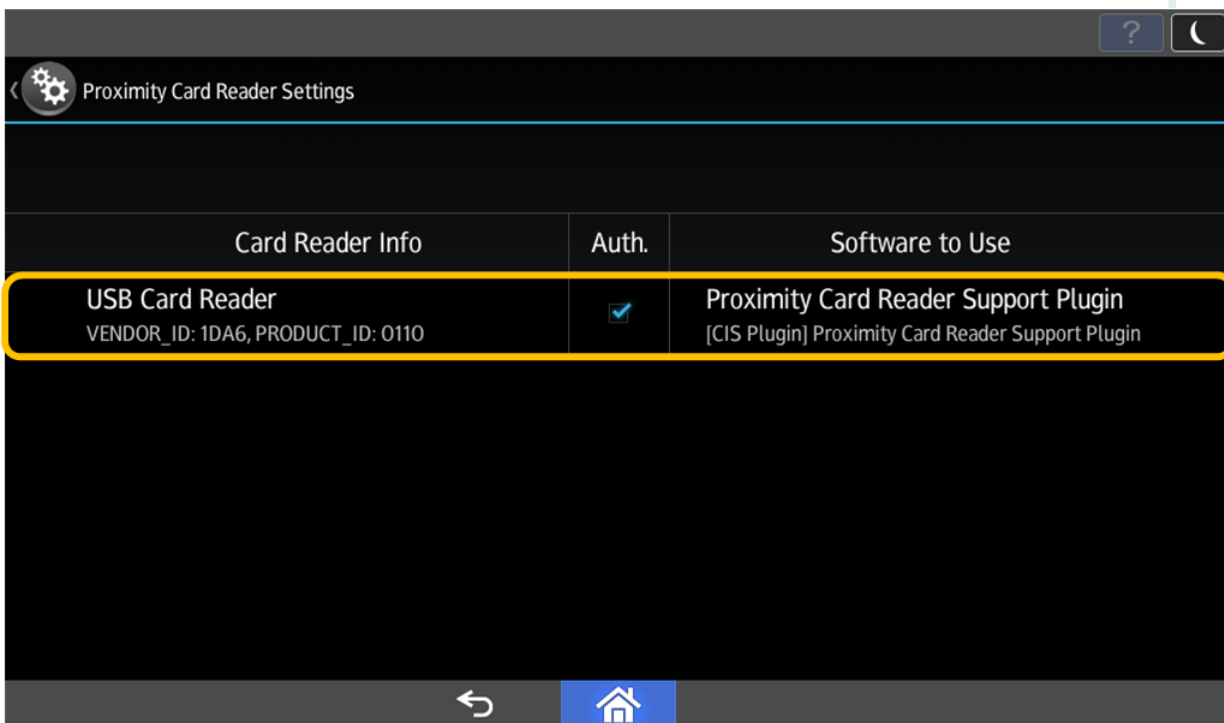 ?
Proximity Card Reader Settings
Card Reader Info Auth. Software to Use
USB Card Reader Proximity Card Reader Support Plugin
VENDOR_ID: 1DA6, PRODUCT_ID: 0110 [CIS Plugin] Proximity Card Reader Support Plugin